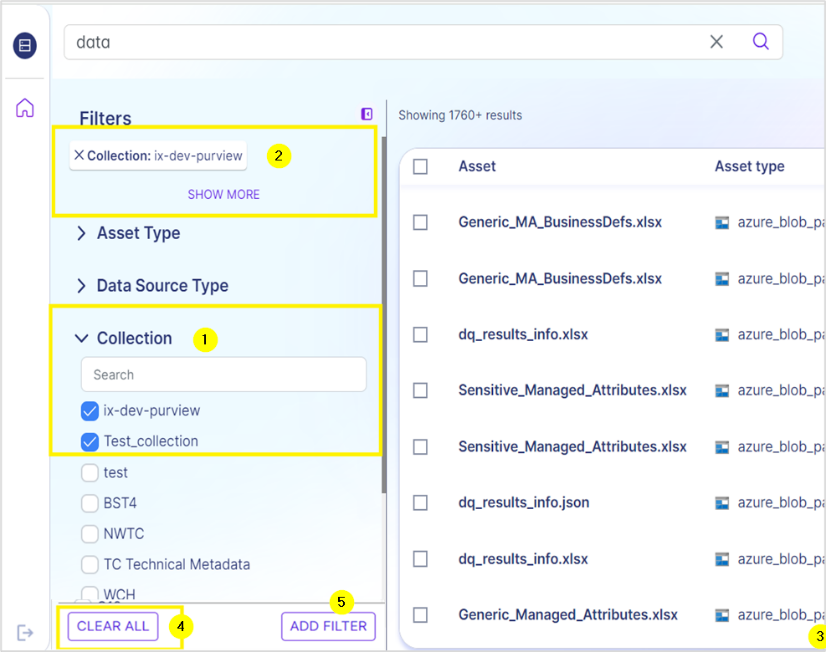 data
Filters
Collection: ix-dev-purview
2
SHOW MORE
Asset Type
Data Source Type
Collection
1
Search
ix-dev-purview
Test_collection
test
BST4
NWTC
TC Technical Metadata
WCH
CLEAR ALL
4
5
ADD FILTER
Showing 1760+ results
Asset Asset type
Generic_MA_BusinessDefs.xlsx azure_blob_pa
Generic_MA_BusinessDefs.xlsx azure_blob_pa
dq_results_info.xlsx azure_blob_pa
Sensitive_Managed_Attributes.xlsx azure_blob_pa
Sensitive_Managed_Attributes.xlsx azure_blob_pa
dq_results_info.json azure_blob_pa
dq_results_info.xlsx azure_blob_pa
Generic_Managed_Attributes.xlsx azure_blob_pa
3